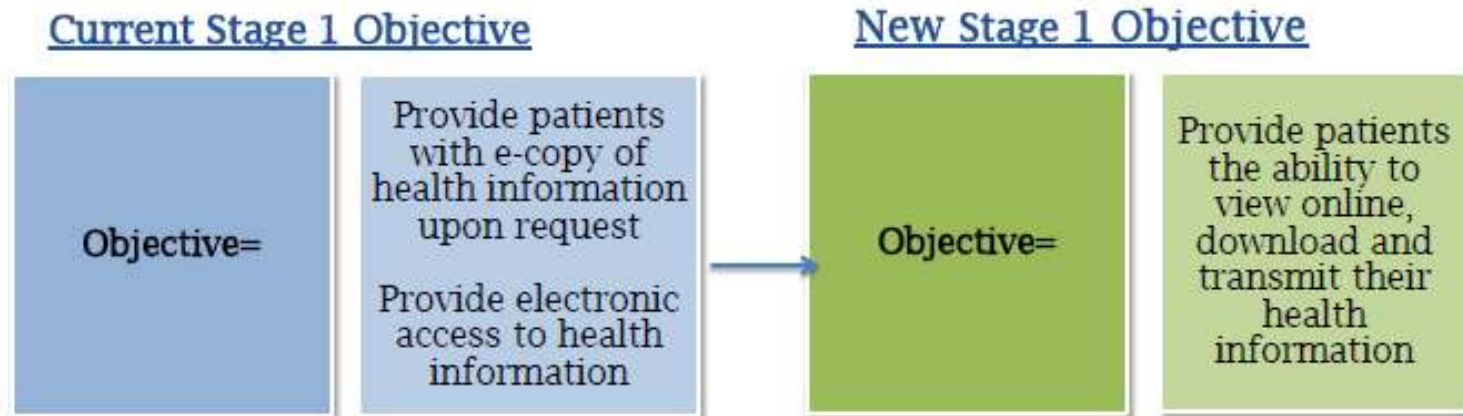 Current Stage 1 Objective
Objective=
Provide patients
with e-copy of
health information
upon request
Provide electronic
access to health
information
New Stage 1 Objective
Objective=
Provide patients
the ability to
view online,
download and
transmit their
health
information